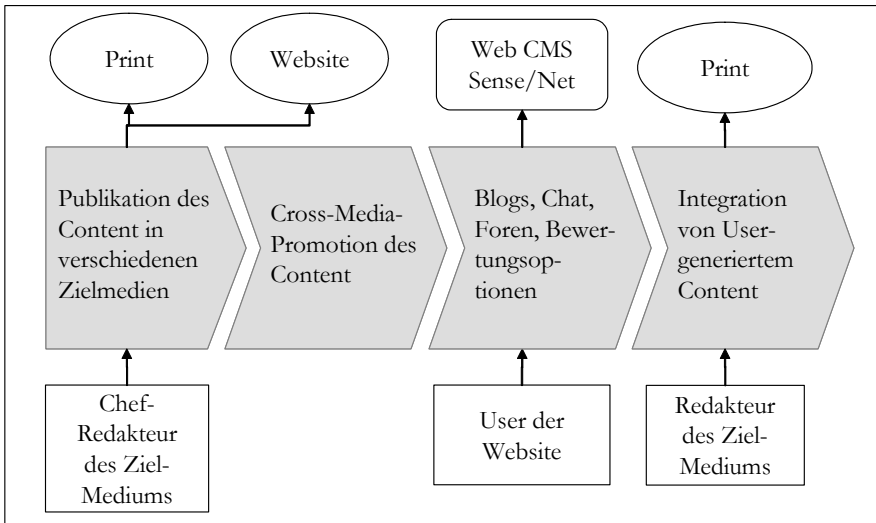 Print
Website
Web CMS
Sense/Net
Print
Publikation des
Content in
verschiedenen
Zielmedien
Cross-Media-
Promotion des
Content
Blogs, Chat,
Foren, Bewer-
tungsop-
tionen
Integration
von User-
generiertem
Content
Chef-
Redakteur
des Ziel-
Mediums
User der
Website
Redakteur
des Ziel-
Mediums